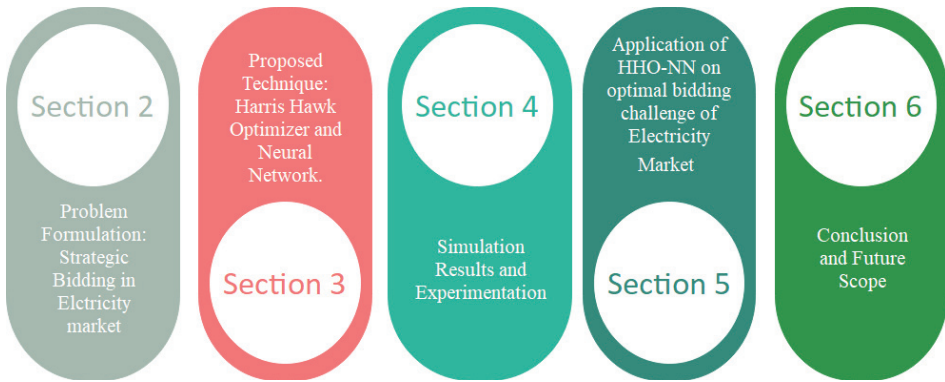 Section 2
Problem
Formulation:
Strategic
Bidding in
Elctricity
market
Proposed
Technique:
Harris Hawk
Optimizer and
Neural
Network.
Section 3
Section 4
Simulation
Results and
Experimentation
Application of
HHO-NN on
optimal bidding
challenge of
Electricity
Market
Section 5
Section 6
Conclusion
and Future
Scope